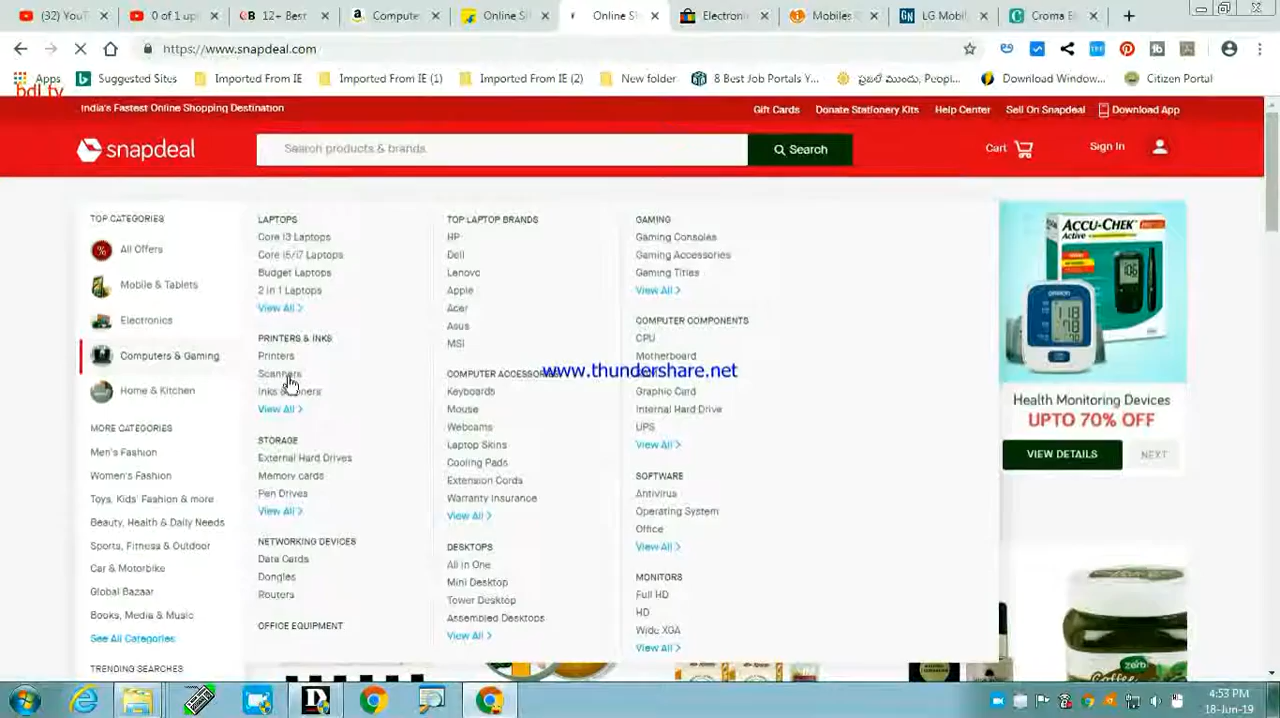 (32) YouT
0 of 1 up
12+ Best
Compute
Online S
Online S
Electroni
Mobiles
LG Mobil
Croma E
https://www.snapdeal.com
Apps
Suggested Sites
Imported From IE
Imported From IE (1)
Imported From IE (2)
New folder
8 Best Job Portals Y...
ప్రజల ముందు, Peopl...
Download Window...
Citizen Portal
bdl tv
India's Fastest Online Shopping Destination
Gift Cards
Donate Stationery Kits
Help Center
Sell On Snapdeal
Download App
snapdeal
Search products & brands
Search
Cart
Sign In
TOP CATEGORIES
All Offers
Mobile & Tablets
Electronics
Computers & Gaming
Home & Kitchen
MORE CATEGORIES
Men's Fashion
Women's Fashion
Toys, Kids' Fashion & more
Beauty, Health & Daily Needs
Sports, Fitness & Outdoor
Car & Motorbike
Global Bazaar
Books, Media & Music
See All Categories
TRENDING SEARCHES
LAPTOPS
Core i3 Laptops
Core i5/i7 Laptops
Budget Laptops
2 in 1 Laptops
View All >
PRINTERS & INKS
Printers
Scanners
View All >
STORAGE
External Hard Drives
Memory cards
Pen Drives
View All >
NETWORKING DEVICES
Data Cards
Dongles
Routers
OFFICE EQUIPMENT
TOP LAPTOP BRANDS
HP
Dell
Lenovo
Apple
Acer
Asus
MSI
COMPUTER ACCESSORIES
Keyboards
Mouse
Webcams
Laptop Skins
Cooling Pads
Extension Cords
Warranty Insurance
View All >
DESKTOPS
All in One
Mini Desktop
Tower Desktop
Assembled Desktops
View All >
GAMING
Gaming Consoles
Gaming Accessories
Gaming Titles
View All >
COMPUTER COMPONENTS
CPU
Motherboard
www.thundershare.net
Graphic Card
Internal Hard Drive
UPS
View All >
SOFTWARE
Antivirus
Operating System
Office
View All >
MONITORS
Full HD
HD
Wide XGA
View All >
ACCU-CHEK
Active
OMRON
Health Monitoring Devices
UPTO 70% OFF
VIEW DETAILS
NEXT
zerb
Coffee
4:53 PM
18-Jun-19